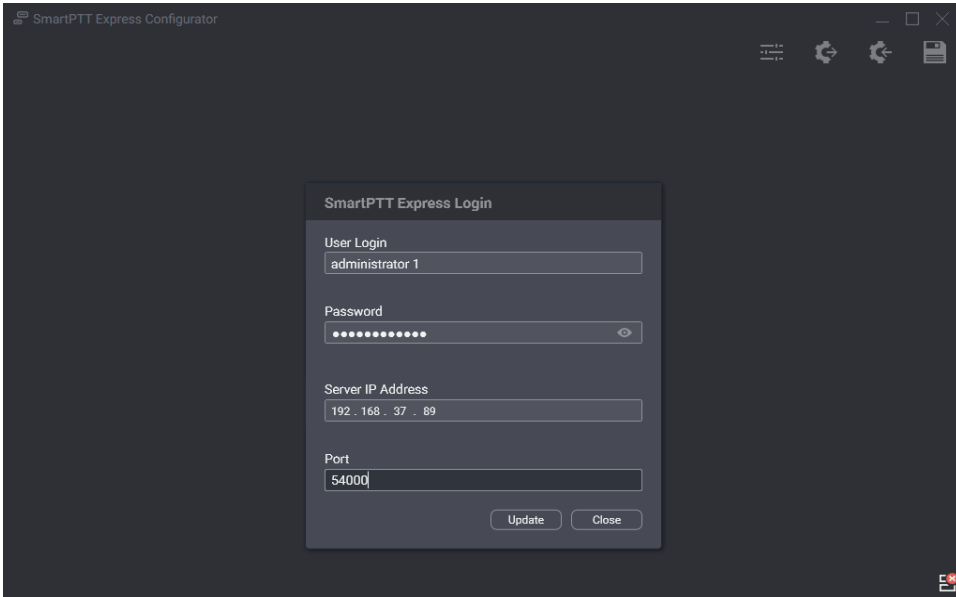 SmartPTT Express Configurator
SmartPTT Express Login
User Login
administrator 1
Password
••••••••••••
Server IP Address
192 . 168 . 37 . 89
Port
54000
Update Close